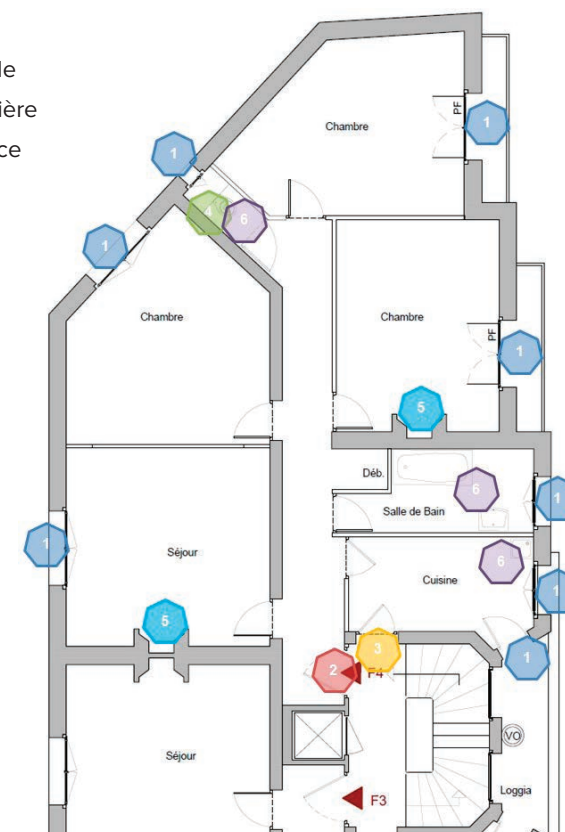 le
ière
ce
Chambre
PF
1
1
4
6
1
Chambre
Chambre
PF
1
5
Déb.
6
1
Salle de Bain
1
Séjour
6
Cuisine
1
5
3
1
2
F4
VO
Séjour
Loggia
F3